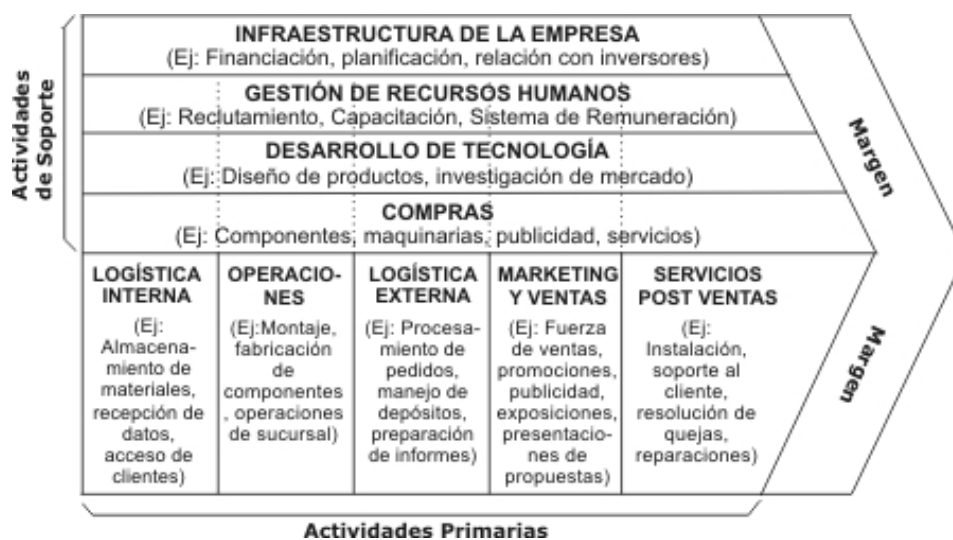 Actividades
de Soporte
INFRAESTRUCTURA DE LA EMPRESA
(Ej: Financiación, planificación, relación con inversores)
GESTIÓN DE RECURSOS HUMANOS
(Ej: Reclutamiento, Capacitación, Sistema de Remuneración)
DESARROLLO DE TECNOLOGÍA
(Ej: Diseño de productos, investigación de mercado)
COMPRAS
(Ej: Componentes, maquinarias, publicidad, servicios)
LOGÍSTICA
INTERNA
(Ej:
Almacena-
miento de
materiales,
recepción de
datos,
acceso de
clientes)
OPERACIO-
NES
(Ej:Montaje,
fabricación
de
componentes
, operaciones
de sucursal)
LOGÍSTICA
EXTERNA
(Ej: Procesa-
miento de
pedidos,
manejo de
depósitos,
preparación
de informes)
MARKETING
Y VENTAS
(Ej: Fuerza
de ventas,
promociones,
publicidad,
exposiciones,
presentacio-
nes de
propuestas)
SERVICIOS
POST VENTAS
(Ej:
Instalación,
soporte al
cliente,
resolución de
quejas,
reparaciones)
Margen
Margen
Actividades Primarias